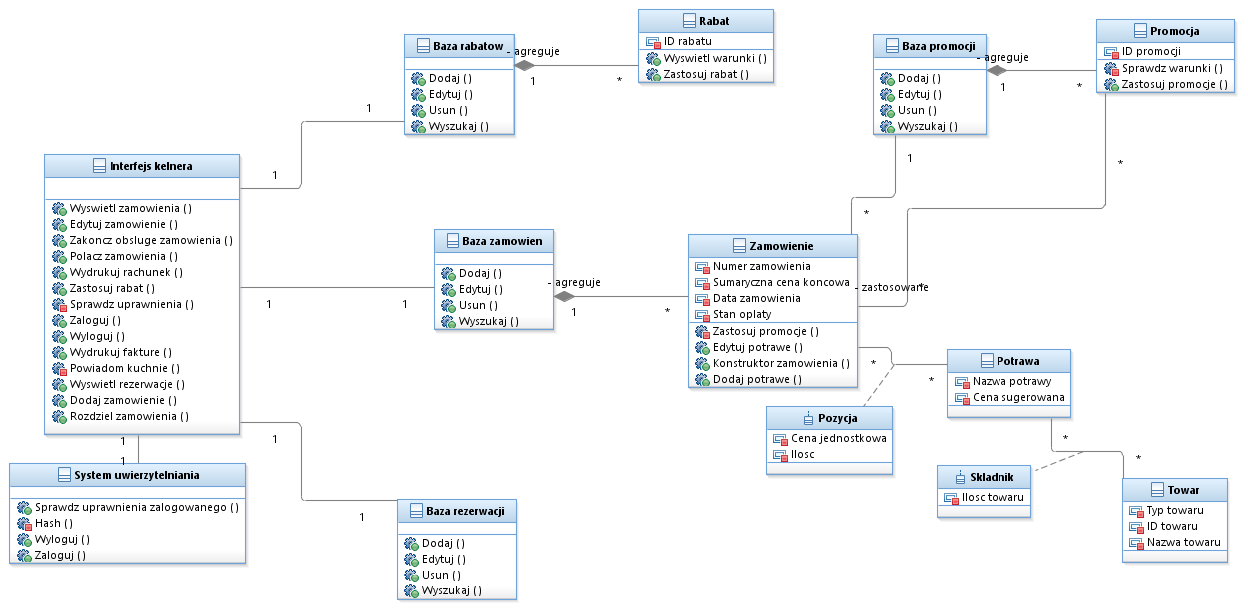 Baza rabatow
Dodaj ()
Edytuj ()
Usun ()
Wyszukaj ()
- agreguje
1
*
Rabat
ID rabatu
Wyswietl warunki ()
Zastosuj rabat ()
Baza promocji
Dodaj ()
Edytuj ()
Usun ()
Wyszukaj ()
- agreguje
1
*
Promocja
ID promocji
Sprawdz warunki ()
Zastosuj promocje ()
1
1
1
*
*
Interfejs kelnera
Wyswietl zamowienia ()
Edytuj zamowienie ()
Zakoncz obsluge zamowienia ()
Polacz zamowienia ()
Wydrukuj rachunek ()
Zastosuj rabat ()
Sprawdz uprawnienia ()
Zaloguj ()
Wyloguj ()
Wydrukuj fakture ()
Powiadom kuchnie ()
Wyswietl rezerwacje ()
Dodaj zamowienie ()
Rozdziel zamowienia ()
1
1
Baza zamowien
Dodaj ()
Edytuj ()
Usun ()
Wyszukaj ()
- agreguje
1
*
Zamowienie
Numer zamowienia
Sumaryczna cena koncowa
Data zamowienia
Stan oplaty
Zastosuj promocje ()
Edytuj potrawe ()
Konstruktor zamowienia ()
Dodaj potrawe ()
- zastosowane
*
*
*
Potrawa
Nazwa potrawy
Cena sugerowana
Pozycja
Cena jednostkowa
Ilosc
*
*
Skladnik
Ilosc towaru
Towar
Typ towaru
ID towaru
Nazwa towaru
1
1
System uwierzytelniania
Sprawdz uprawnienia zalogowanego ()
Hash ()
Wyloguj ()
Zaloguj ()
1
1
Baza rezerwacji
Dodaj ()
Edytuj ()
Usun ()
Wyszukaj ()